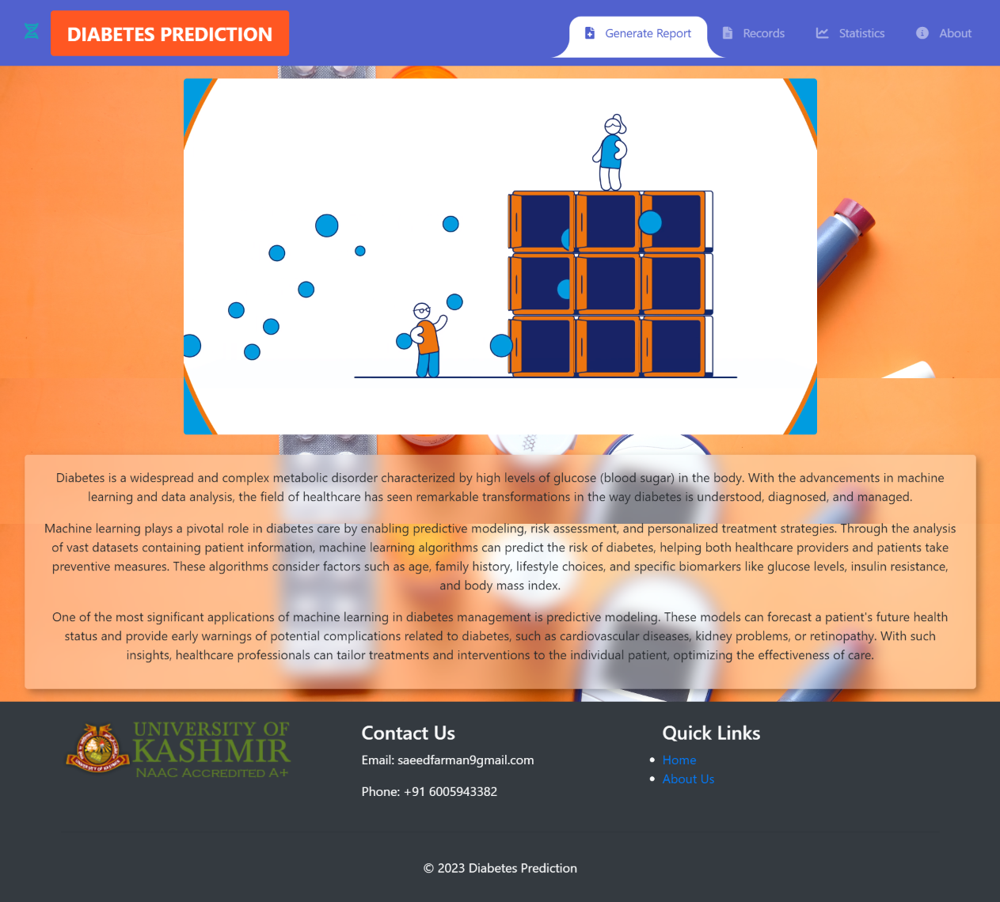 DIABETES PREDICTION
Generate Report
Records
Statistics
About
Diabetes is a widespread and complex metabolic disorder characterized by high levels of glucose (blood sugar) in the body. With the advancements in machine
learning and data analysis, the field of healthcare has seen remarkable transformations in the way diabetes is understood, diagnosed, and managed.
Machine learning plays a pivotal role in diabetes care by enabling predictive modeling, risk assessment, and personalized treatment strategies. Through the analysis
of vast datasets containing patient information, machine learning algorithms can predict the risk of diabetes, helping both healthcare providers and patients take
preventive measures. These algorithms consider factors such as age, family history, lifestyle choices, and specific biomarkers like glucose levels, insulin resistance,
and body mass index.
One of the most significant applications of machine learning in diabetes management is predictive modeling. These models can forecast a patient's future health
status and provide early warnings of potential complications related to diabetes, such as cardiovascular diseases, kidney problems, or retinopathy. With such
insights, healthcare professionals can tailor treatments and interventions to the individual patient, optimizing the effectiveness of care.
UNIVERSITY OF
KASHMIR
NAAC ACCREDITED A+
Contact Us
Email: saeedfarman9gmail.com
Phone: +91 6005943382
Quick Links
Home
About Us
© 2023 Diabetes Prediction